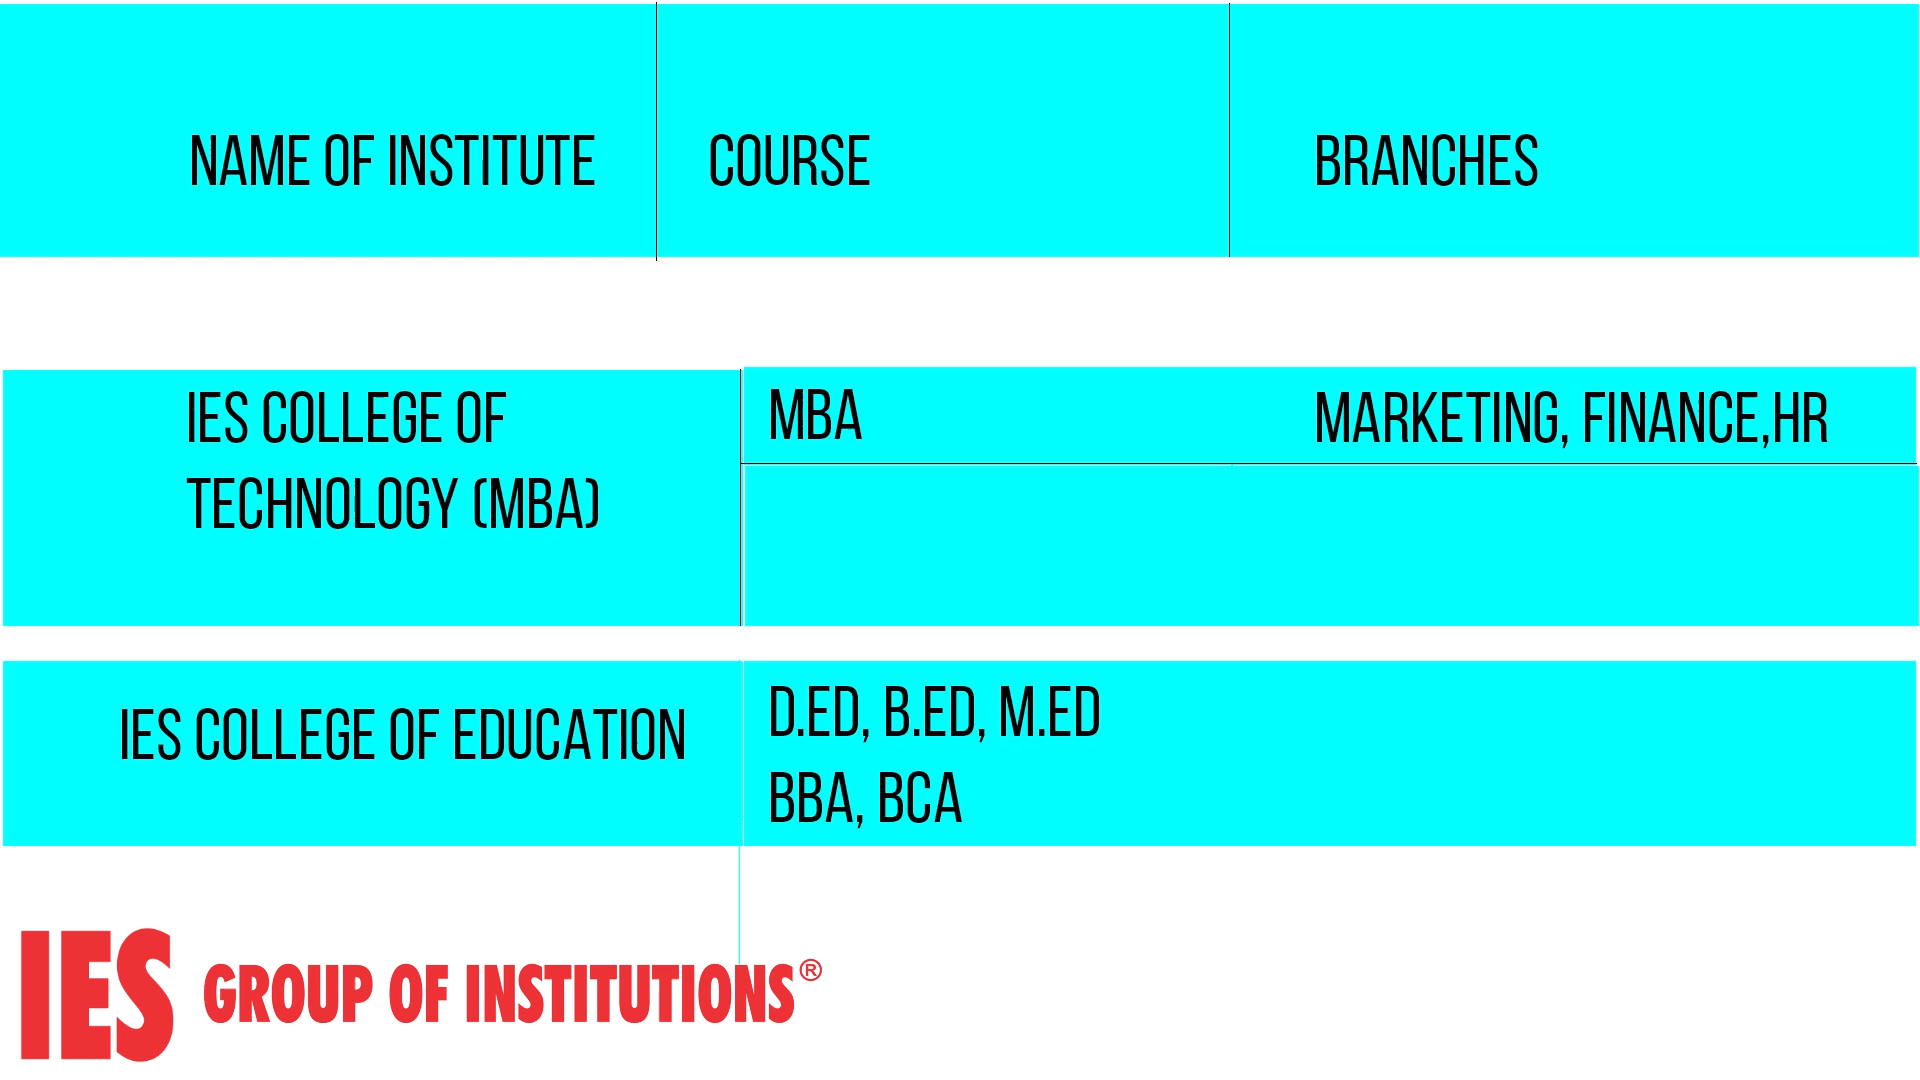 NAME OF INSTITUTE COURSE BRANCHES
IES COLLEGE OF TECHNOLOGY (MBA)
MBA MARKETING, FINANCE,HR
IES COLLEGE OF EDUCATION
D.ED, B.ED, M.ED
BBA, BCA
IES GROUP OF INSTITUTIONS®